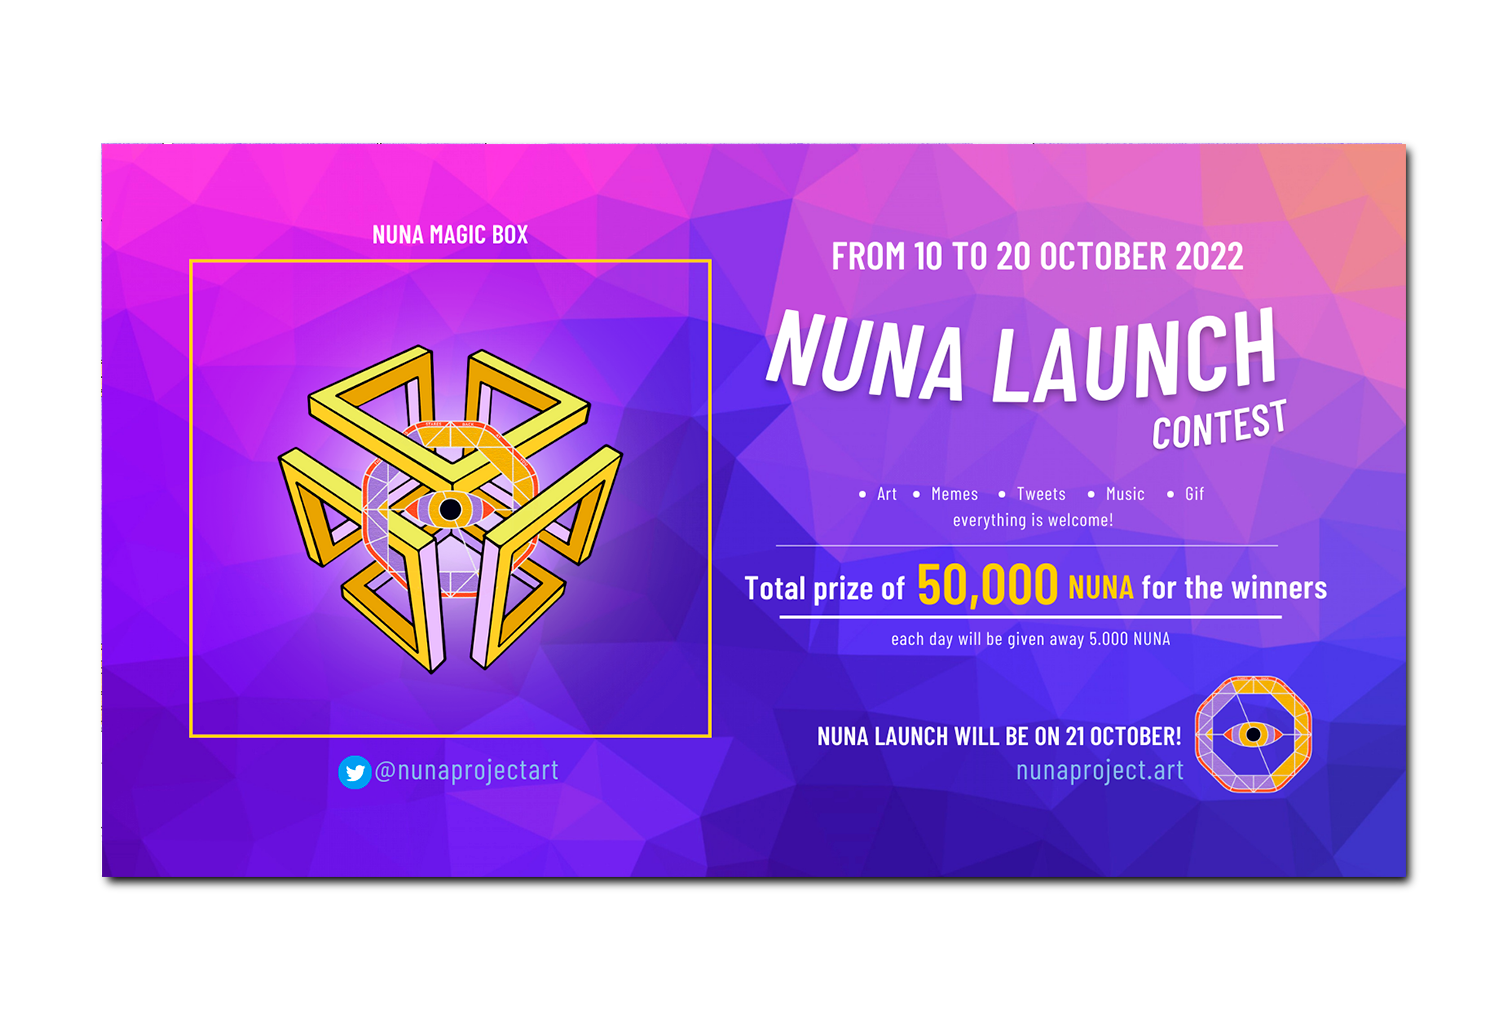 NUNA MAGIC BOX
@nunaprojectart
FROM 10 TO 20 OCTOBER 2022
NUNA LAUNCH
CONTEST
• Art • Memes • Tweets • Music • Gif
everything is welcome!
Total prize of 50,000 NUNA for the winners
each day will be given away 5.000 NUNA
NUNA LAUNCH WILL BE ON 21 OCTOBER!
nunaproject.art